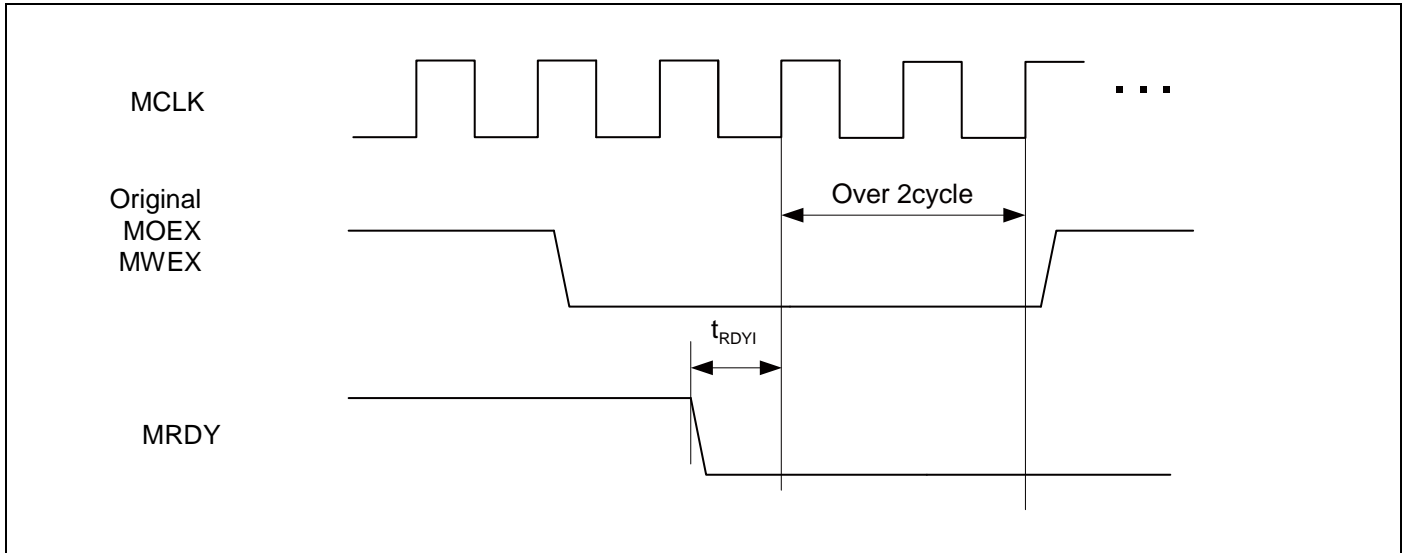 MCLK
· · ·
Original
MOEX
MWEX
Over 2cycle
tRDYI
MRDY